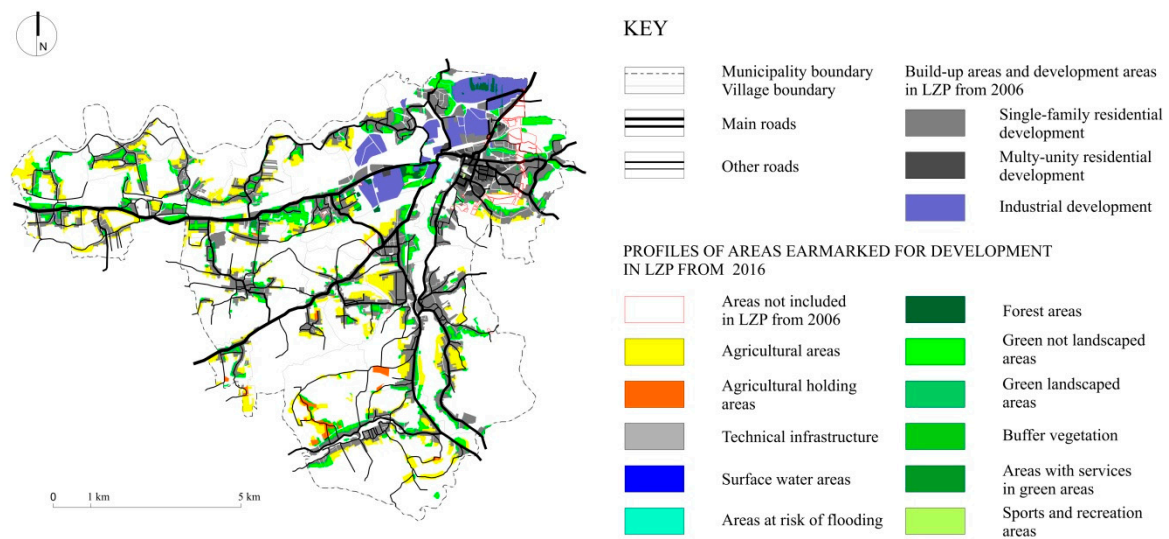 N
0
1 km
5 km
KEY
Municipality boundary
Village boundary
Main roads
Other roads
Build-up areas and development areas
in LZP from 2006
Single-family residential
development
Multy-unity residential
development
Industrial development
PROFILES OF AREAS EARMARKED FOR DEVELOPMENT
IN LZP FROM 2016
Areas not included
in LZP from 2006
Agricultural areas
Agricultural holding
areas
Technical infrastructure
Surface water areas
Areas at risk of flooding
Forest areas
Green not landscaped
areas
Green landscaped
areas
Buffer vegetation
Areas with services
in green areas
Sports and recreation
areas